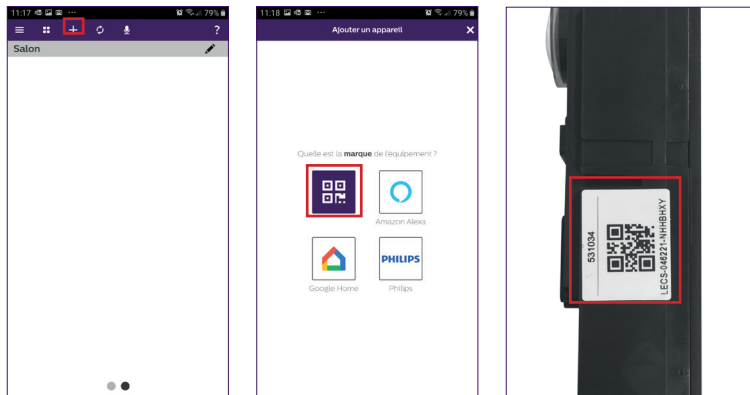 11:17 79%
?
Salon
11:18 79%
Ajouter un appareil
Quelle est la marque de l'équipement ?
Amazon Alexa
PHILIPS
Google Home
Philips
531034
LECS-046221-NHHBHXY